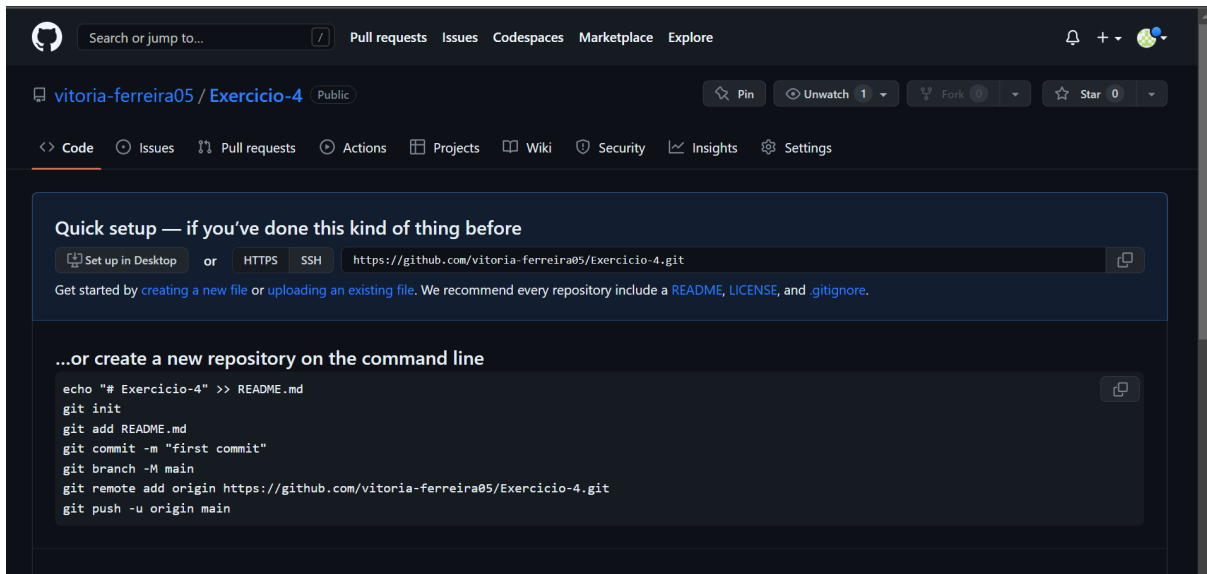 Search or jump to... / Pull requests Issues Codespaces Marketplace Explore
vitoria-ferreira05 / Exercicio-4 Public Pin Unwatch 1 Fork 0 Star 0
<> Code Issues Pull requests Actions Projects Wiki Security Insights Settings
Quick setup — if you’ve done this kind of thing before
Set up in Desktop or HTTPS SSH https://github.com/vitoria-ferreira05/Exercicio-4.git
Get started by creating a new file or uploading an existing file. We recommend every repository include a README, LICENSE, and .gitignore.
...or create a new repository on the command line
echo "# Exercicio-4" >> README.md
git init
git add README.md
git commit -m "first commit"
git branch -M main
git remote add origin https://github.com/vitoria-ferreira05/Exercicio-4.git
git push -u origin main